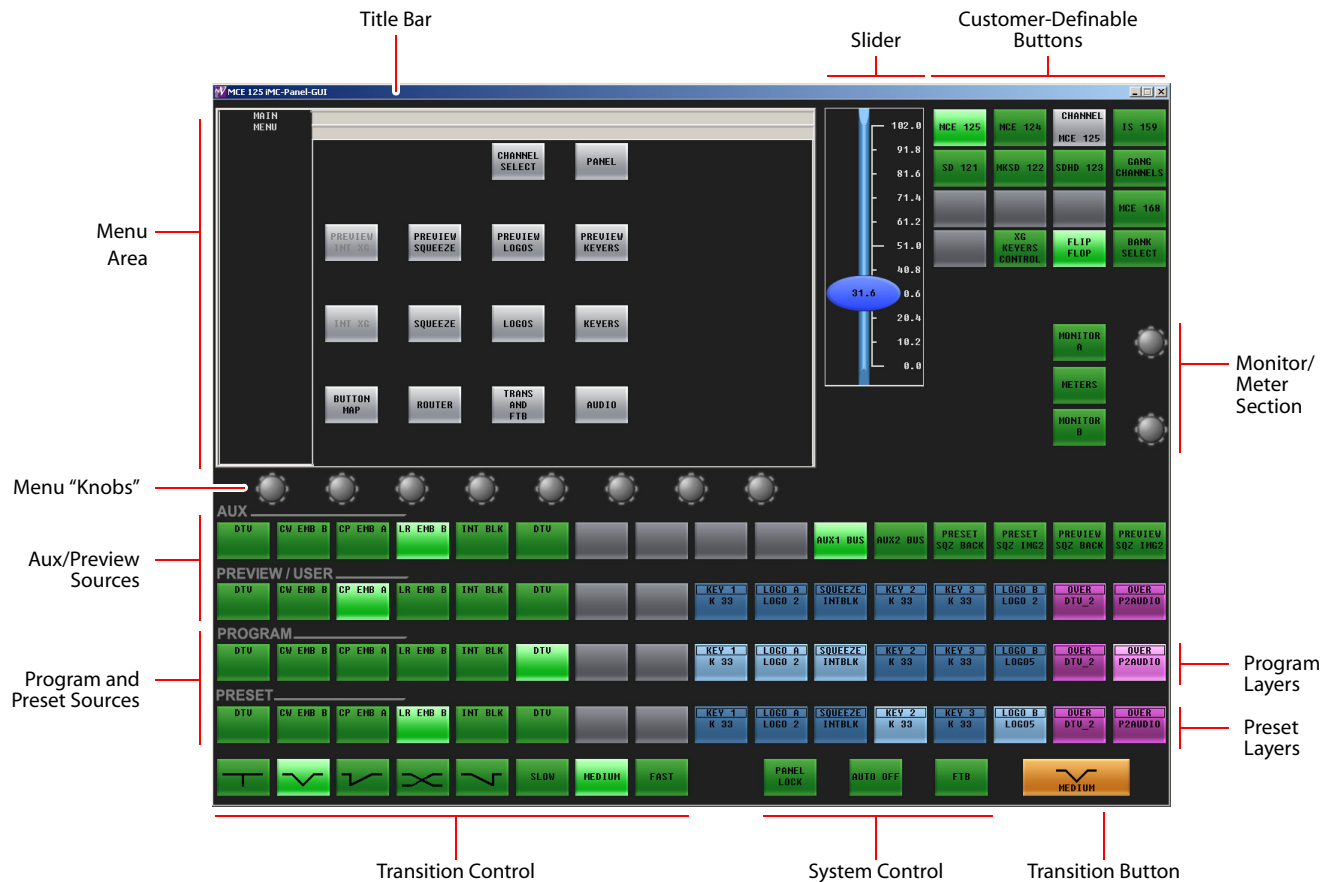 Title Bar
Slider
Customer-Definable
Buttons
MCE 125 iMC-Panel-GUI
MAIN
MENU
CHANNEL
SELECT
PANEL
PREVIEW
INT XG
PREVIEW
SQUEEZE
PREVIEW
LOGOS
PREVIEW
KEYERS
INT XG
SQUEEZE
LOGOS
KEYERS
BUTTON
MAP
ROUTER
TRANS
AND
FTB
AUDIO
102.0
91.8
81.6
71.4
61.2
51.0
40.8
31.6
0.6
20.4
10.2
0.0
MCE 125
MCE 124
CHANNEL
MCE 125
IS 159
SD 121
MKSD 122
SDHD 123
GANG
CHANNELS
MCE 168
XG
KEYERS
CONTROL
FLIP
FLOP
BANK
SELECT
MONITOR
A
METERS
MONITOR
B
Menu
Area
Monitor/
Meter
Section
Menu “Knobs”
AUX
DTV CW EMB B CP EMB A LR EMB B INT BLK DTV
AUX1 BUS AUX2 BUS
PRESET
SQZ BACK
PRESET
SQZ IMG2
PREVIEW
SQZ BACK
PREVIEW
SQZ IMG2
Aux/Preview
Sources
PREVIEW / USER
DTV CW EMB B CP EMB A LR EMB B INT BLK DTV
KEY 1 LOGO A SQUEEZE KEY 2 KEY 3 LOGO B OVER OVER
K 33 LOGO 2 INTBLK K 33 K 33 LOGO 2 DTV_2 P2AUDIO
PROGRAM
DTV CW EMB B CP EMB A LR EMB B INT BLK DTV
KEY 1 LOGO A SQUEEZE KEY 2 KEY 3 LOGO B OVER OVER
K 33 LOGO 2 INTBLK K 33 K 33 LOGO5 DTV_2 P2AUDIO
Program and
Preset Sources
Program
Layers
PRESET
DTV CW EMB B CP EMB A LR EMB B INT BLK DTV
KEY 1 LOGO A SQUEEZE KEY 2 KEY 3 LOGO B OVER OVER
K 33 LOGO 2 INTBLK K 33 K 33 LOGO5 DTV_2 P2AUDIO
Preset
Layers
SLOW MEDIUM FAST
PANEL
LOCK
AUTO OFF
FTB
MEDIUM
Transition Control
System Control
Transition Button